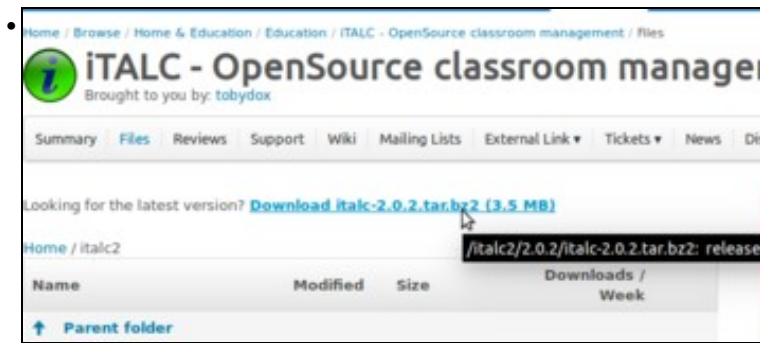 Home / Browse / Home & Education / Education / iTALC - OpenSource classroom management / Files
iTALC - OpenSource classroom manager
Brought to you by: tobydox
Summary Files Reviews Support Wiki Mailing Lists External Link ▾ Tickets ▾ News Di
Looking for the latest version? Download italc-2.0.2.tar.bz2 (3.5 MB)
Home / italc2
/italc2/2.0.2/italc-2.0.2.tar.bz2: release
Name Modified Size Downloads / Week
Parent folder